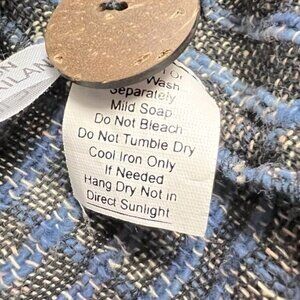 Wash
Separately
Mild Soap
Do Not Bleach
Do Not Tumble Dry
Cool Iron Only
If Needed
Hang Dry Not in
Direct Sunlight